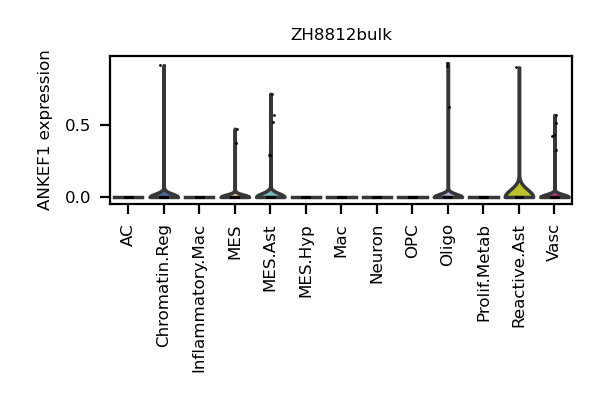 ZH8812bulk
ANKEF1 expression
0.5
0.0
AC
Chromatin.Reg
Inflammatory.Mac
MES
MES.Ast
MES.Hyp
Mac
Neuron
OPC
Oligo
Prolif.Metab
Reactive.Ast
Vasc